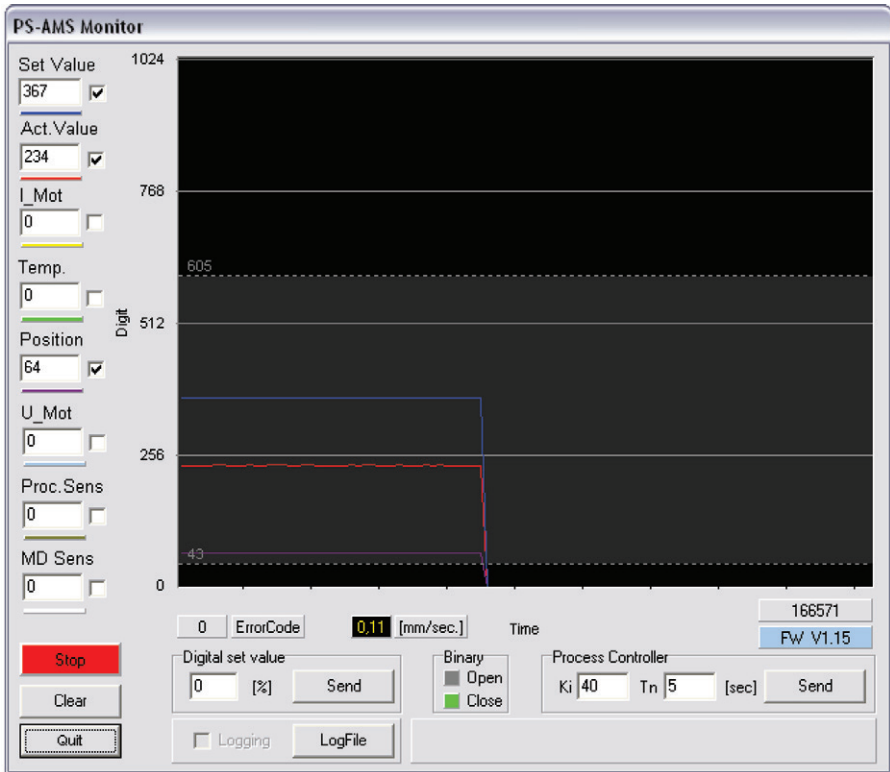 PS-AMS Monitor
Set Value
367
Act.Value
234
I_Mot
0
Temp.
0
Position
64
U_Mot
0
Proc.Sens
0
MD Sens
0
Stop
Clear
Quit
1024
768
605
Digit
512
256
43
0
0 ErrorCode 0,11 [mm/sec.] Time
166571
FW V1.15
Digital set value
0 [%] Send
Binary
Open
Close
Process Controller
Ki 40 Tn 5 [sec] Send
Logging LogFile